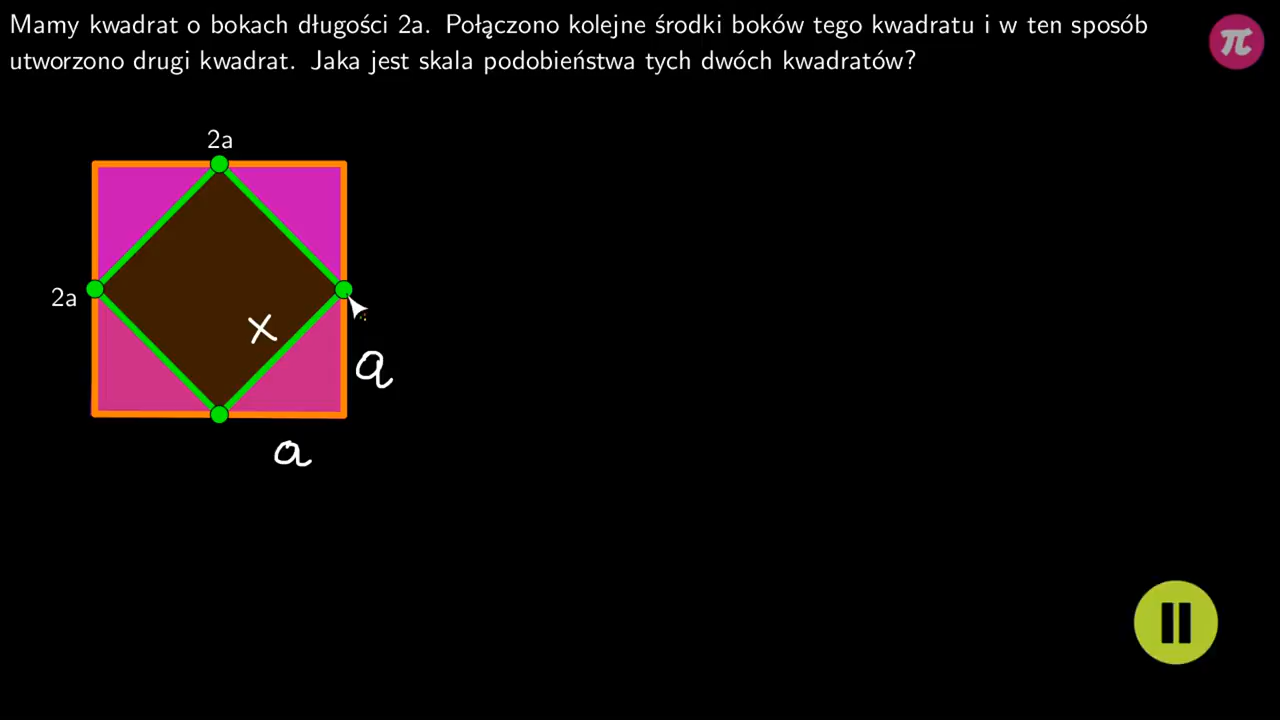 Mamy kwadrat o bokach długości 2a. Połączono kolejne środki boków tego kwadratu i w ten sposób
utworzono drugi kwadrat. Jaka jest skala podobieństwa tych dwóch kwadratów?
π
2a
2a
x
a
a